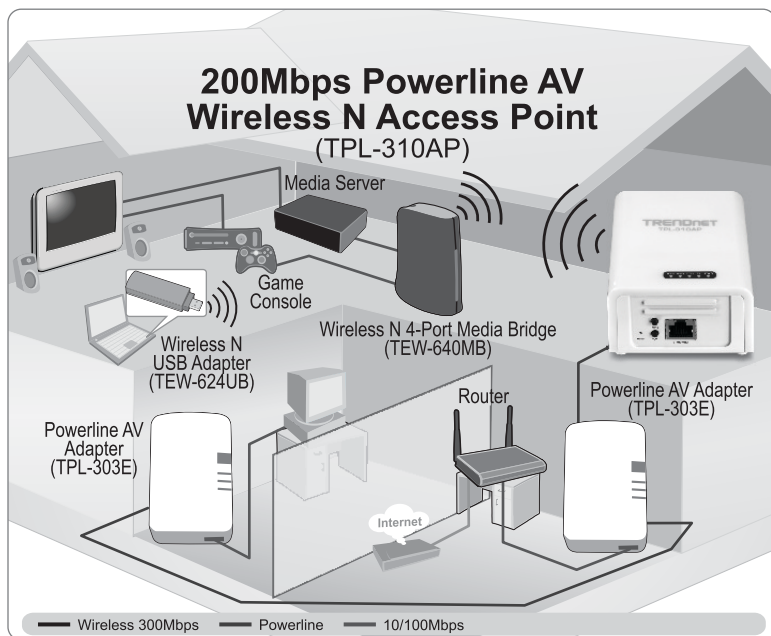 200Mbps Powerline AV
Wireless N Access Point
(TPL-310AP)
Media Server
TRENDNET
TPL-310AP
Game
Console
Wireless N
USB Adapter
(TEW-624UB)
Wireless N 4-Port Media Bridge
(TEW-640MB)
Router
Powerline AV Adapter
(TPL-303E)
Powerline AV
Adapter
(TPL-303E)
Internet
Wireless 300Mbps
Powerline
10/100Mbps